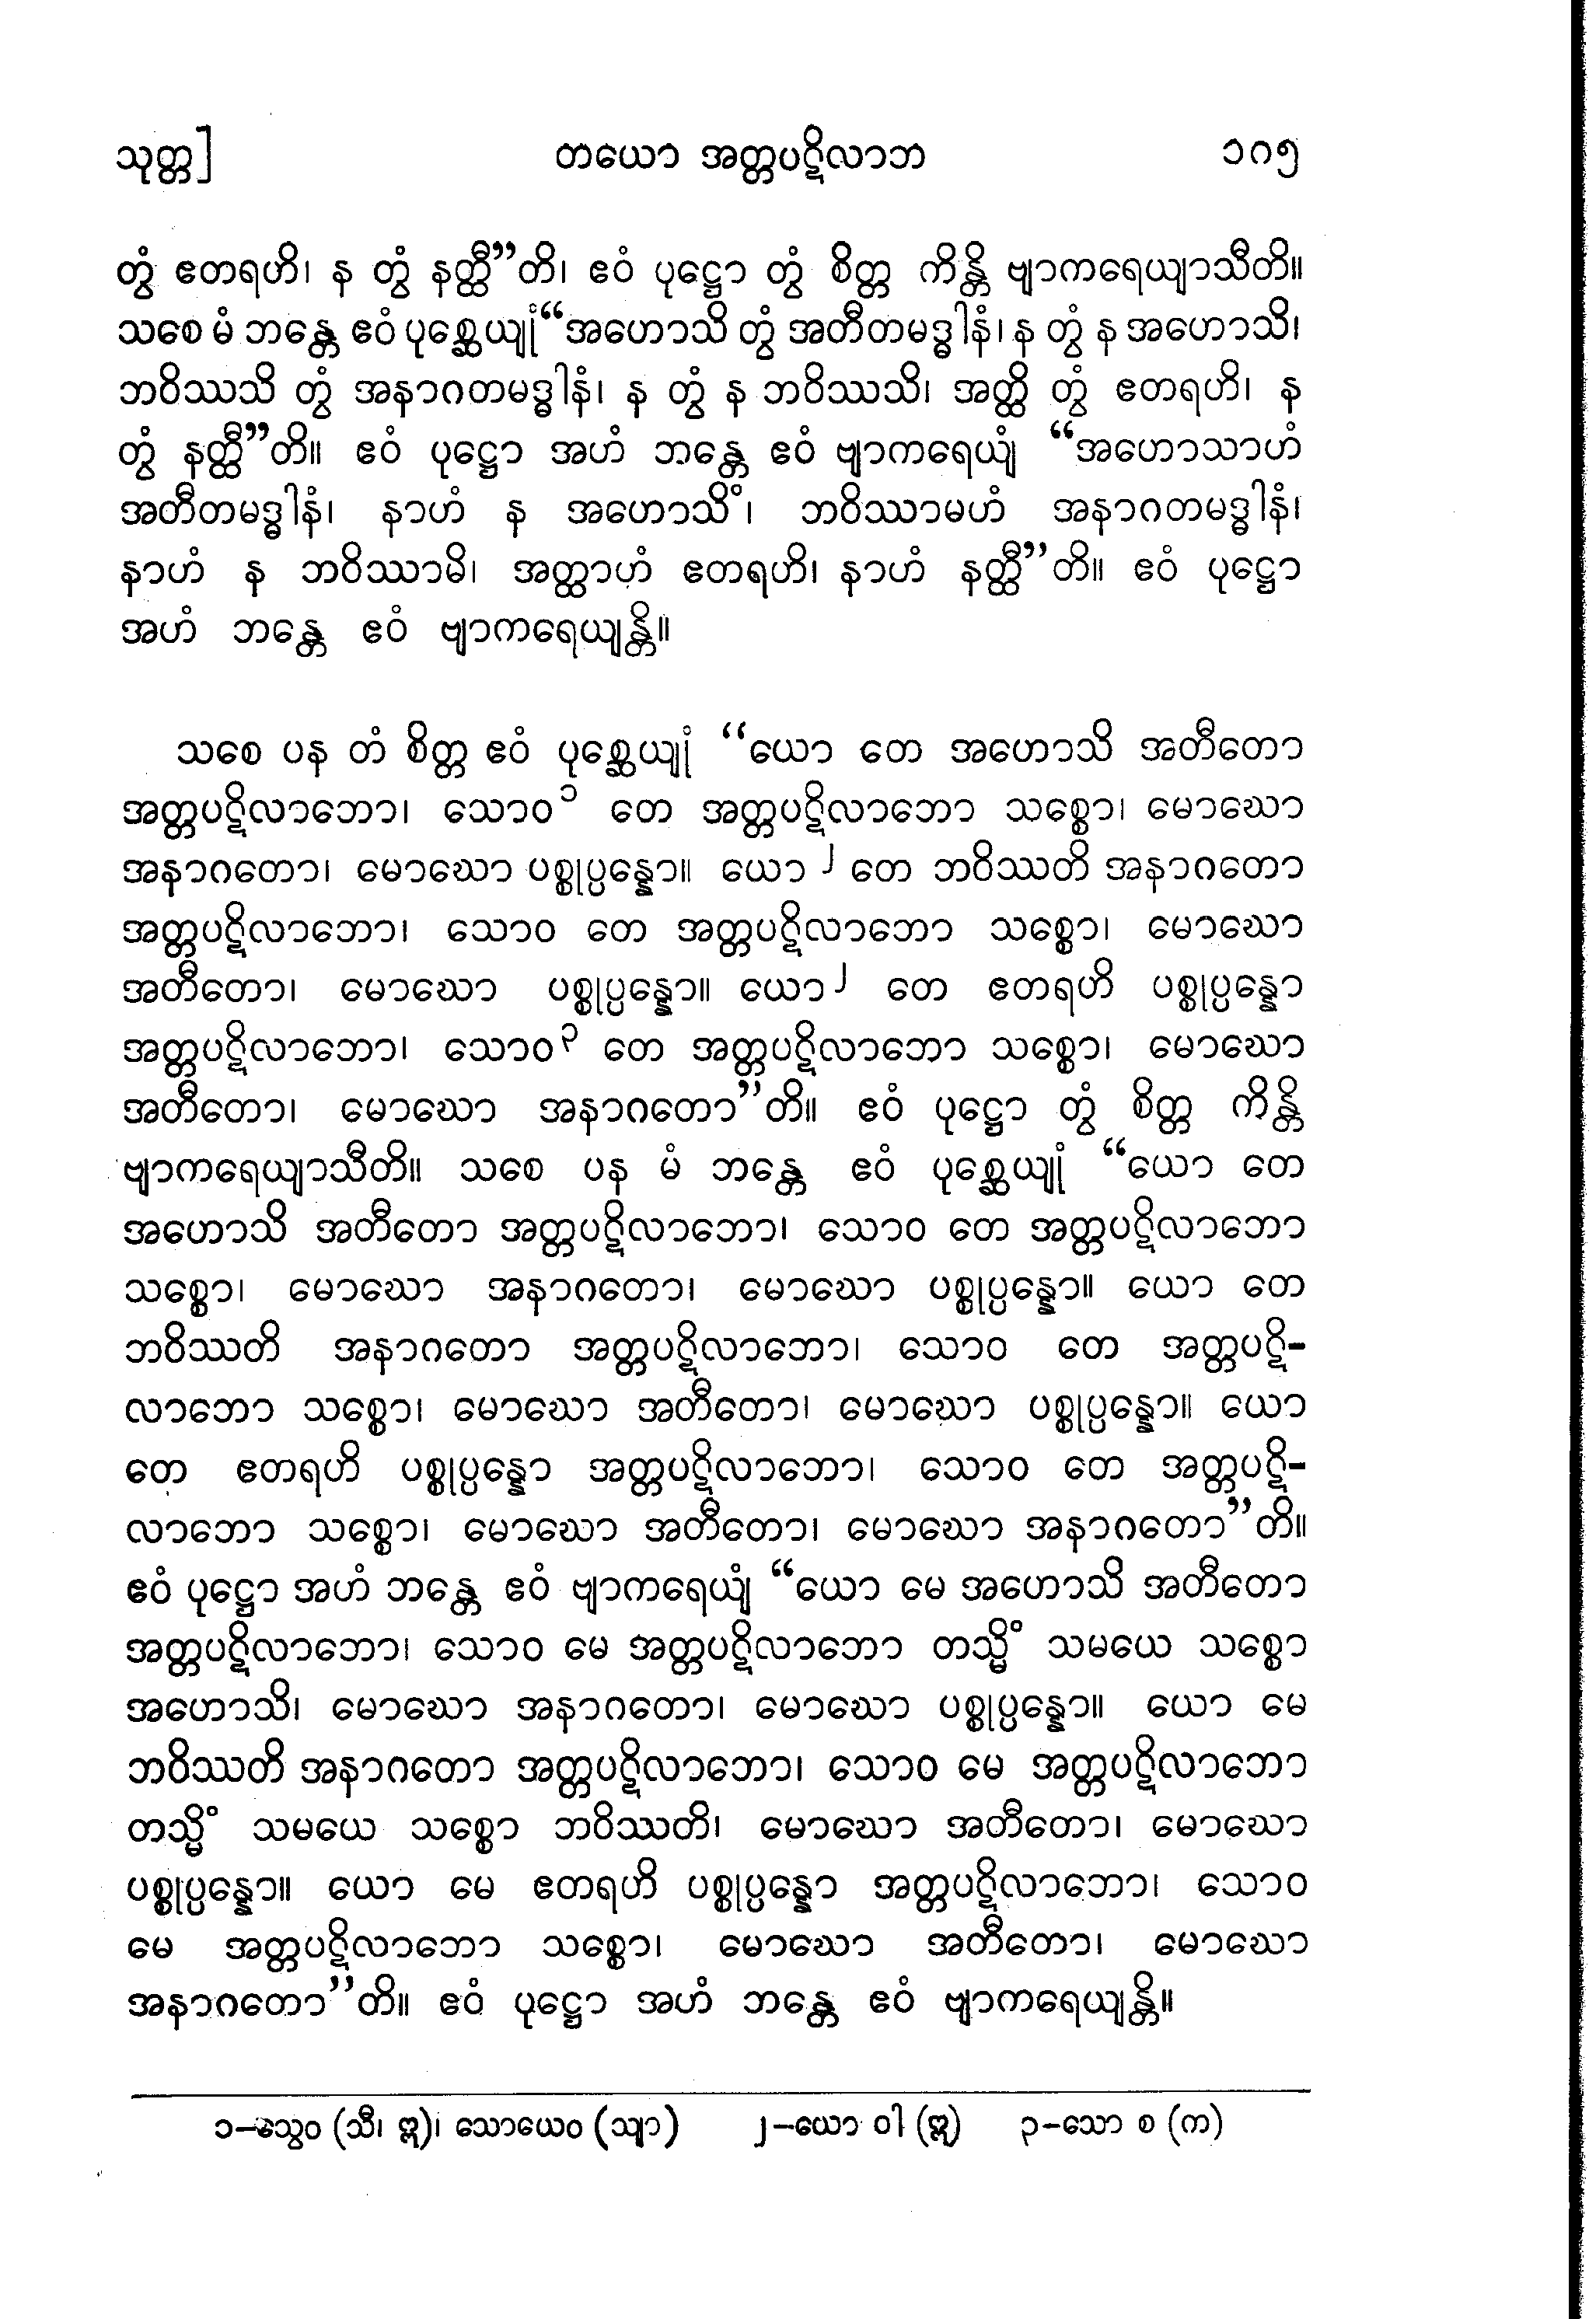 သုတ္တ] တယော အတ္တပဋိလာဘ ၁၈၅
တွံ ဧတရဟိ၊ န တွံ နတ္ထီ”တိ၊ ဧဝံ ပုဋ္ဌော တွံ စိတ္တ ကိန္တိ ဗျာကရေယျာသီတိ။
သစေ မံ ဘန္တေ ဧဝံ ပုစ္ဆေယျုံ “အဟောသိ တွံ အတီတမဒ္ဓါနံ၊ န တွံ န အဟောသိ၊
ဘဝိဿသိ တွံ အနာဂတမဒ္ဓါနံ၊ န တွံ န ဘဝိဿသိ၊ အတ္ထိ တွံ ဧတရဟိ၊ န
တွံ နတ္ထီ”တိ။ ဧဝံ ပုဋ္ဌော အဟံ ဘန္တေ ဧဝံ ဗျာကရေယျံ “အဟောသာဟံ
အတီတမဒ္ဓါနံ၊ နာဟံ န အဟောသိံ၊ ဘဝိဿာမဟံ အနာဂတမဒ္ဓါနံ၊
နာဟံ န ဘဝိဿာမိ၊ အတ္ထာဟံ ဧတရဟိ၊ နာဟံ နတ္ထီ”တိ။ ဧဝံ ပုဋ္ဌော
အဟံ ဘန္တေ ဧဝံ ဗျာကရေယျန္တိ။
သစေ ပန တံ စိတ္တ ဧဝံ ပုစ္ဆေယျုံ “ယော တေ အဟောသိ အတီတော
အတ္တပဋိလာဘော၊ သောဝ၁ တေ အတ္တပဋိလာဘော သစ္စော၊ မောဃော
အနာဂတော၊ မောဃော ပစ္စုပ္ပန္နော။ ယော၂ တေ ဘဝိဿတိ အနာဂတော
အတ္တပဋိလာဘော၊ သောဝ တေ အတ္တပဋိလာဘော သစ္စော၊ မောဃော
အတီတော၊ မောဃော ပစ္စုပ္ပန္နော။ ယော၂ တေ ဧတရဟိ ပစ္စုပ္ပန္နော
အတ္တပဋိလာဘော၊ သောဝ၃ တေ အတ္တပဋိလာဘော သစ္စော၊ မောဃော
အတီတော၊ မောဃော အနာဂတော”တိ။ ဧဝံ ပုဋ္ဌော တွံ စိတ္တ ကိန္တိ
ဗျာကရေယျာသီတိ။ သစေ ပန မံ ဘန္တေ ဧဝံ ပုစ္ဆေယျုံ “ယော တေ
အဟောသိ အတီတော အတ္တပဋိလာဘော၊ သောဝ တေ အတ္တပဋိလာဘော
သစ္စော၊ မောဃော အနာဂတော၊ မောဃော ပစ္စုပ္ပန္နော။ ယော တေ
ဘဝိဿတိ အနာဂတော အတ္တပဋိလာဘော၊ သောဝ တေ အတ္တပဋိ-
လာဘော သစ္စော၊ မောဃော အတီတော၊ မောဃော ပစ္စုပ္ပန္နော။ ယော
တေ ဧတရဟိ ပစ္စုပ္ပန္နော အတ္တပဋိလာဘော၊ သောဝ တေ အတ္တပဋိ-
လာဘော သစ္စော၊ မောဃော အတီတော၊ မောဃော အနာဂတော”တိ။
ဧဝံ ပုဋ္ဌော အဟံ ဘန္တေ ဧဝံ ဗျာကရေယျံ “ယော မေ အဟောသိ အတီတော
အတ္တပဋိလာဘော၊ သောဝ မေ အတ္တပဋိလာဘော တသ္မိံ သမယေ သစ္စော
အဟောသိ၊ မောဃော အနာဂတော၊ မောဃော ပစ္စုပ္ပန္နော။ ယော မေ
ဘဝိဿတိ အနာဂတော အတ္တပဋိလာဘော၊ သောဝ မေ အတ္တပဋိလာဘော
တသ္မိံ သမယေ သစ္စော ဘဝိဿတိ၊ မောဃော အတီတော၊ မောဃော
ပစ္စုပ္ပန္နော။ ယော မေ ဧတရဟိ ပစ္စုပ္ပန္နော အတ္တပဋိလာဘော၊ သောဝ
မေ အတ္တပဋိလာဘော သစ္စော၊ မောဃော အတီတော၊ မောဃော
အနာဂတော”တိ။ ဧဝံ ပုဋ္ဌော အဟံ ဘန္တေ ဧဝံ ဗျာကရေယျန္တိ။
၁-သွေဝ (သီ၊ ဣ)၊ သောယေဝ (သျာ) ၂-ယော ဝါ (ဣ) ၃-သော စ (က)